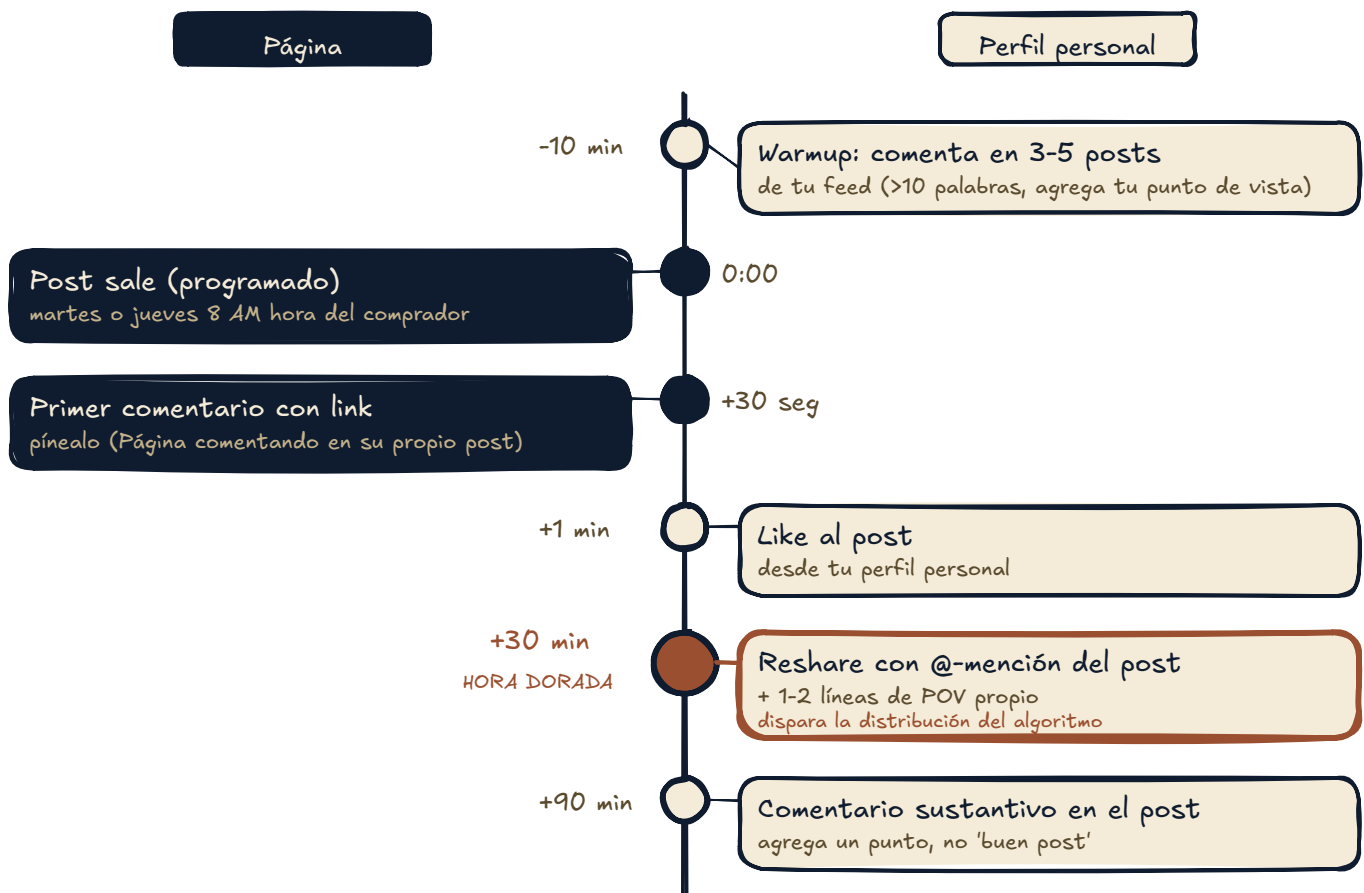 Página
Perfil personal
-10 min
Warmup: comenta en 3-5 posts
de tu feed (>10 palabras, agrega tu punto de vista)
Post sale (programado)
martes o jueves 8 AM hora del comprador
0:00
Primer comentario con link
pínealo (Página comentando en su propio post)
+30 seg
+1 min
Like al post
desde tu perfil personal
+30 min
HORA DORADA
Reshare con @-mención del post
+ 1-2 líneas de POV propio
dispara la distribución del algoritmo
+90 min
Comentario sustantivo en el post
agrega un punto, no 'buen post'